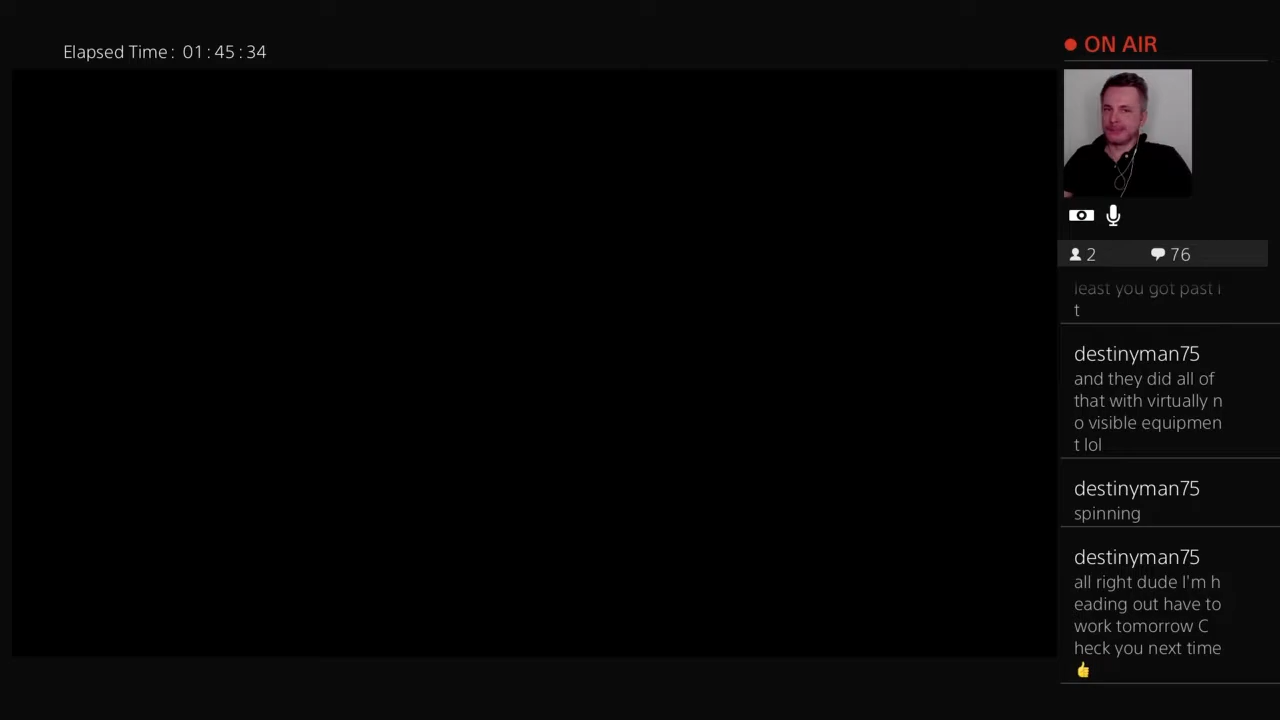 Elapsed Time: 01:45:34
ON AIR
2 76
least you got past i
t
destinyman75
and they did all of
that with virtually n
o visible equipmen
t lol
destinyman75
spinning
destinyman75
all right dude I'm h
eading out have to
work tomorrow C
heck you next time
👍